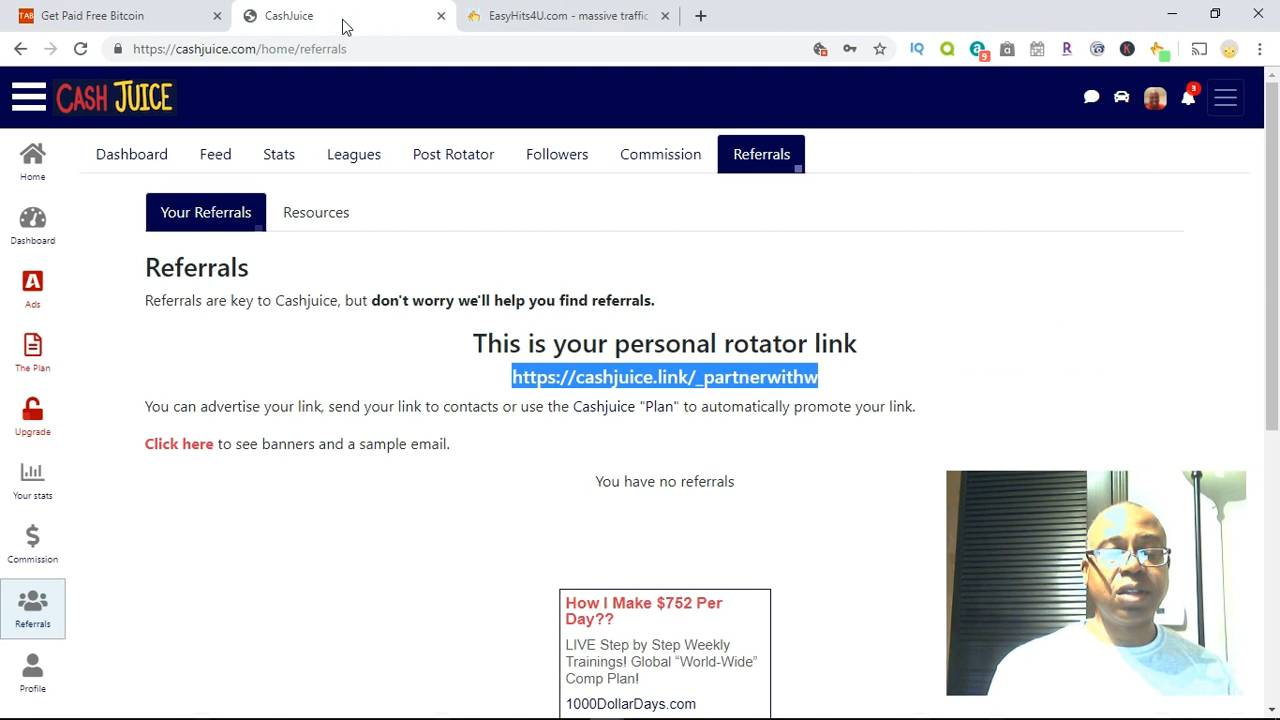 Get Paid Free Bitcoin
CashJuice
EasyHits4U.com - massive traffic
https://cashjuice.com/home/referrals
IQ
a
9
a
R
K
CASH JUICE
3
Home
Dashboard
Feed
Stats
Leagues
Post Rotator
Followers
Commission
Referrals
Dashboard
A
Ads
The Plan
Upgrade
Your stats
$
Commission
Referrals
Profile
Your Referrals
Resources
Referrals
Referrals are key to Cashjuice, but don't worry we'll help you find referrals.
This is your personal rotator link
https://cashjuice.link/_partnerwithw
You can advertise your link, send your link to contacts or use the Cashjuice "Plan" to automatically promote your link.
Click here to see banners and a sample email.
You have no referrals
How I Make $752 Per
Day??
LIVE Step by Step Weekly
Trainings! Global “World-Wide”
Comp Plan!
1000DollarDays.com